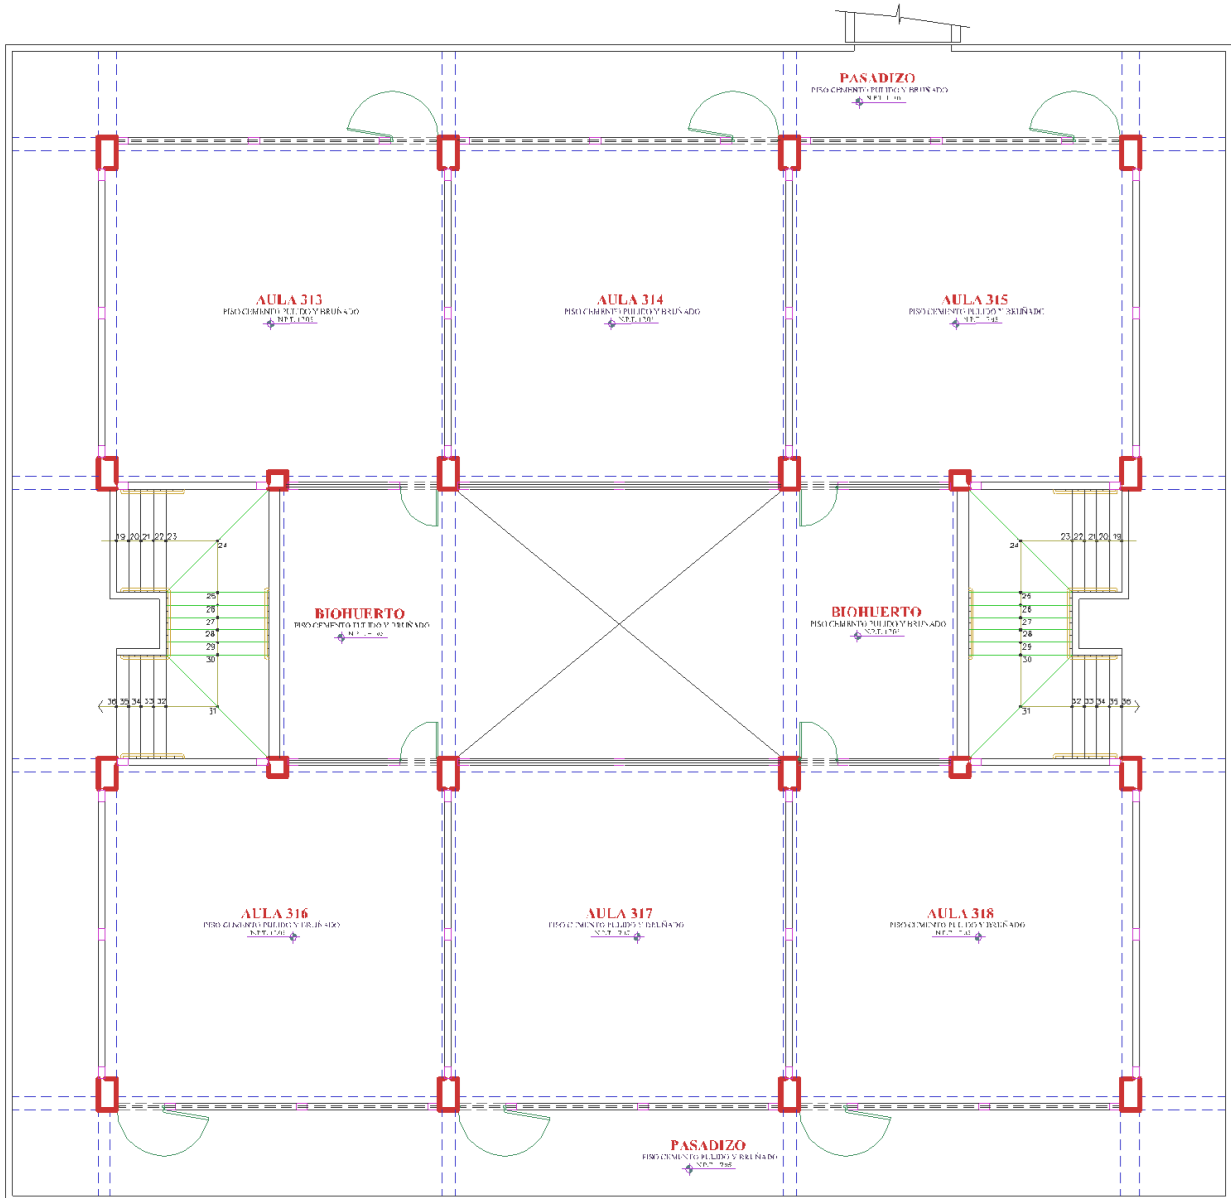 PASADIZO
PISO CEMENTO PULIDO Y BRUÑADO
N.P.T.
AULA 313
PISO CEMENTO PULIDO Y BRUÑADO
N.P.T.
AULA 314
PISO CEMENTO PULIDO Y BRUÑADO
N.P.T.
AULA 315
PISO CEMENTO PULIDO Y BRUÑADO
N.P.T.
19 20 21 22 23
24
25
26
27
28
29
30
31
36 35 34 33 32
BIOHUERTO
PISO CEMENTO PULIDO Y BRUÑADO
N.P.T.
BIOHUERTO
PISO CEMENTO PULIDO Y BRUÑADO
N.P.T.
23 22 21 20 19
24
25
26
27
28
29
30
31
32 33 34 35 36
AULA 316
PISO CEMENTO PULIDO Y BRUÑADO
N.P.T.
AULA 317
PISO CEMENTO PULIDO Y BRUÑADO
N.P.T.
AULA 318
PISO CEMENTO PULIDO Y BRUÑADO
N.P.T.
PASADIZO
PISO CEMENTO PULIDO Y BRUÑADO
N.P.T.